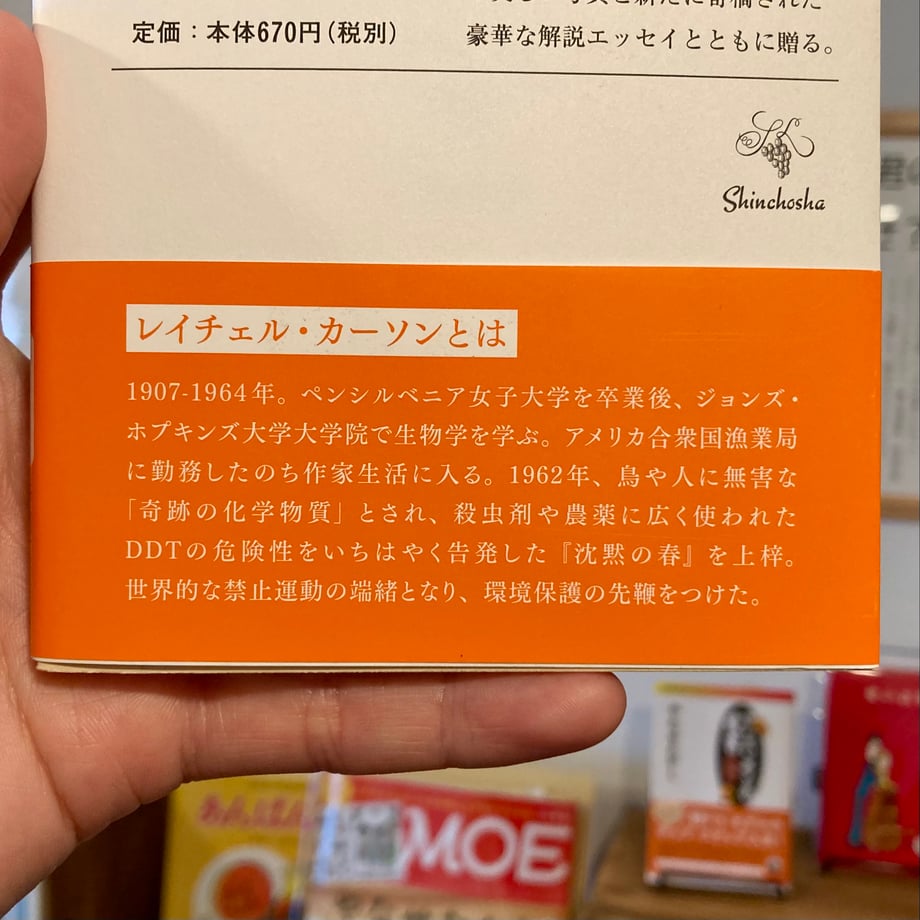 定価：本体670円（税別）
豪華な解説エッセイとともに贈る。
Shinchosha
レイチェル・カーソンとは
1907-1964年。ペンシルベニア女子大学を卒業後、ジョンズ・
ホプキンズ大学大学院で生物学を学ぶ。アメリカ合衆国漁業局
に勤務したのち作家生活に入る。1962年、鳥や人に無害な
「奇跡の化学物質」とされ、殺虫剤や農薬に広く使われた
DDTの危険性をいちはやく告発した『沈黙の春』を上梓。
世界的な禁止運動の端緒となり、環境保護の先鞭をつけた。
MOE